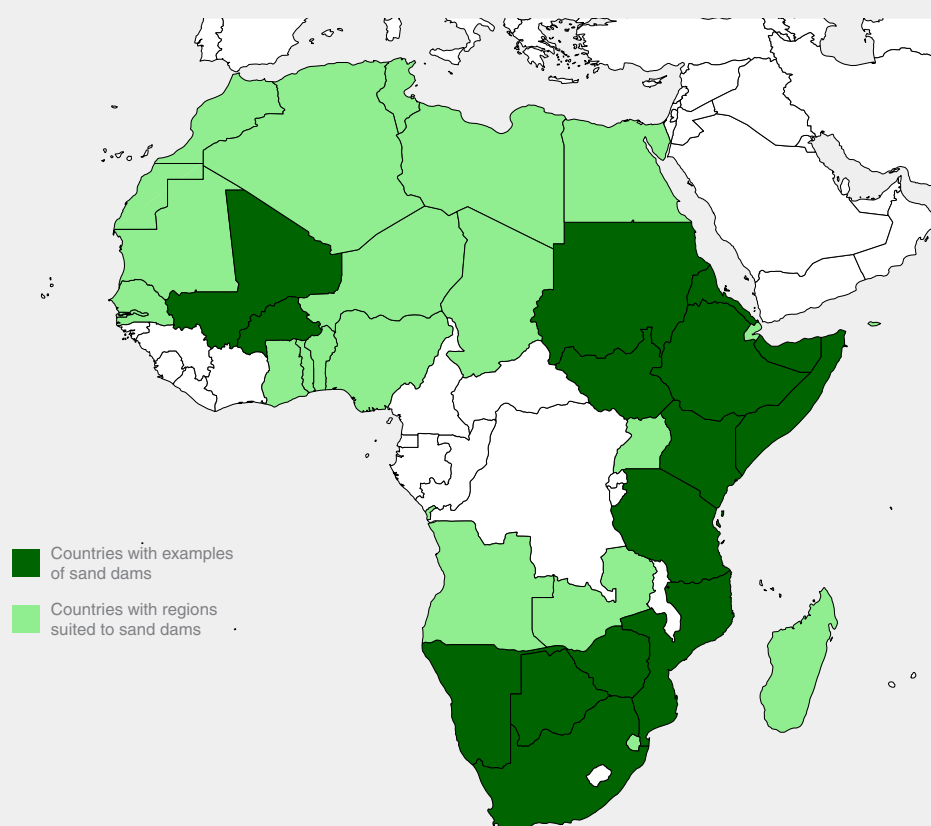 Countries with examples
of sand dams
Countries with regions
suited to sand dams